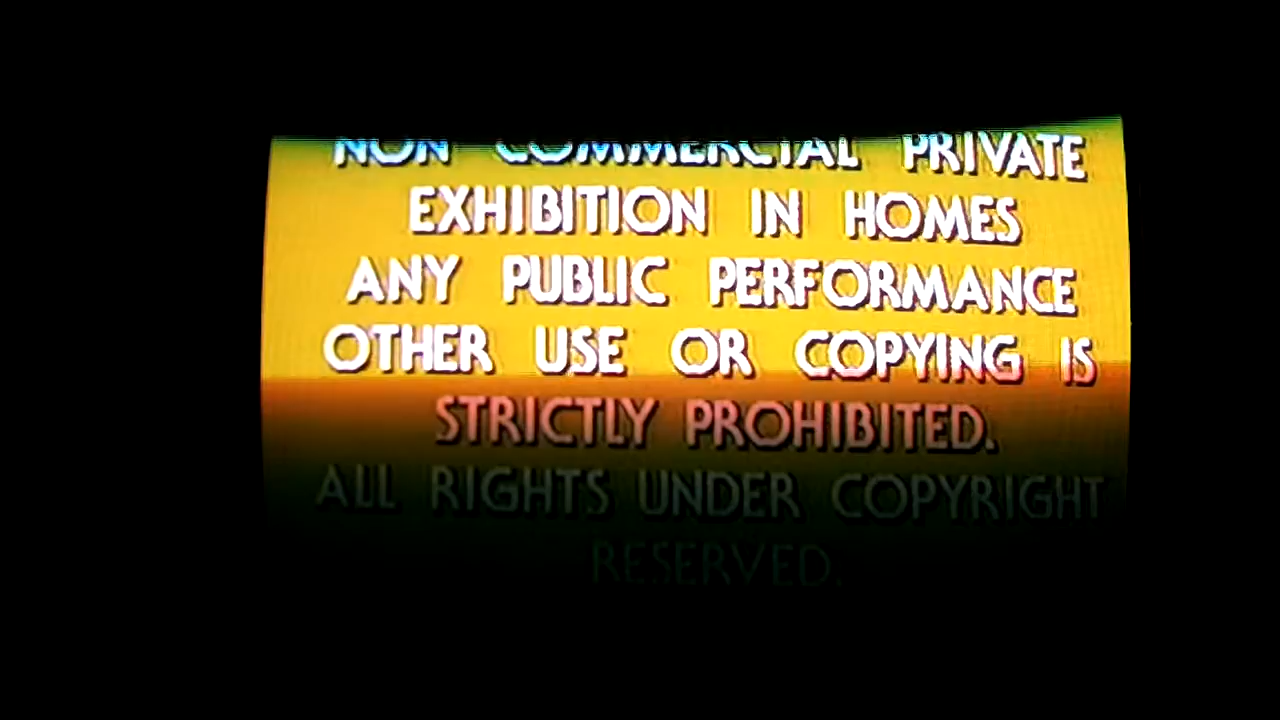 NON COMMERCIAL PRIVATE
EXHIBITION IN HOMES
ANY PUBLIC PERFORMANCE
OTHER USE OR COPYING IS
STRICTLY PROHIBITED.
ALL RIGHTS UNDER COPYRIGHT
RESERVED.